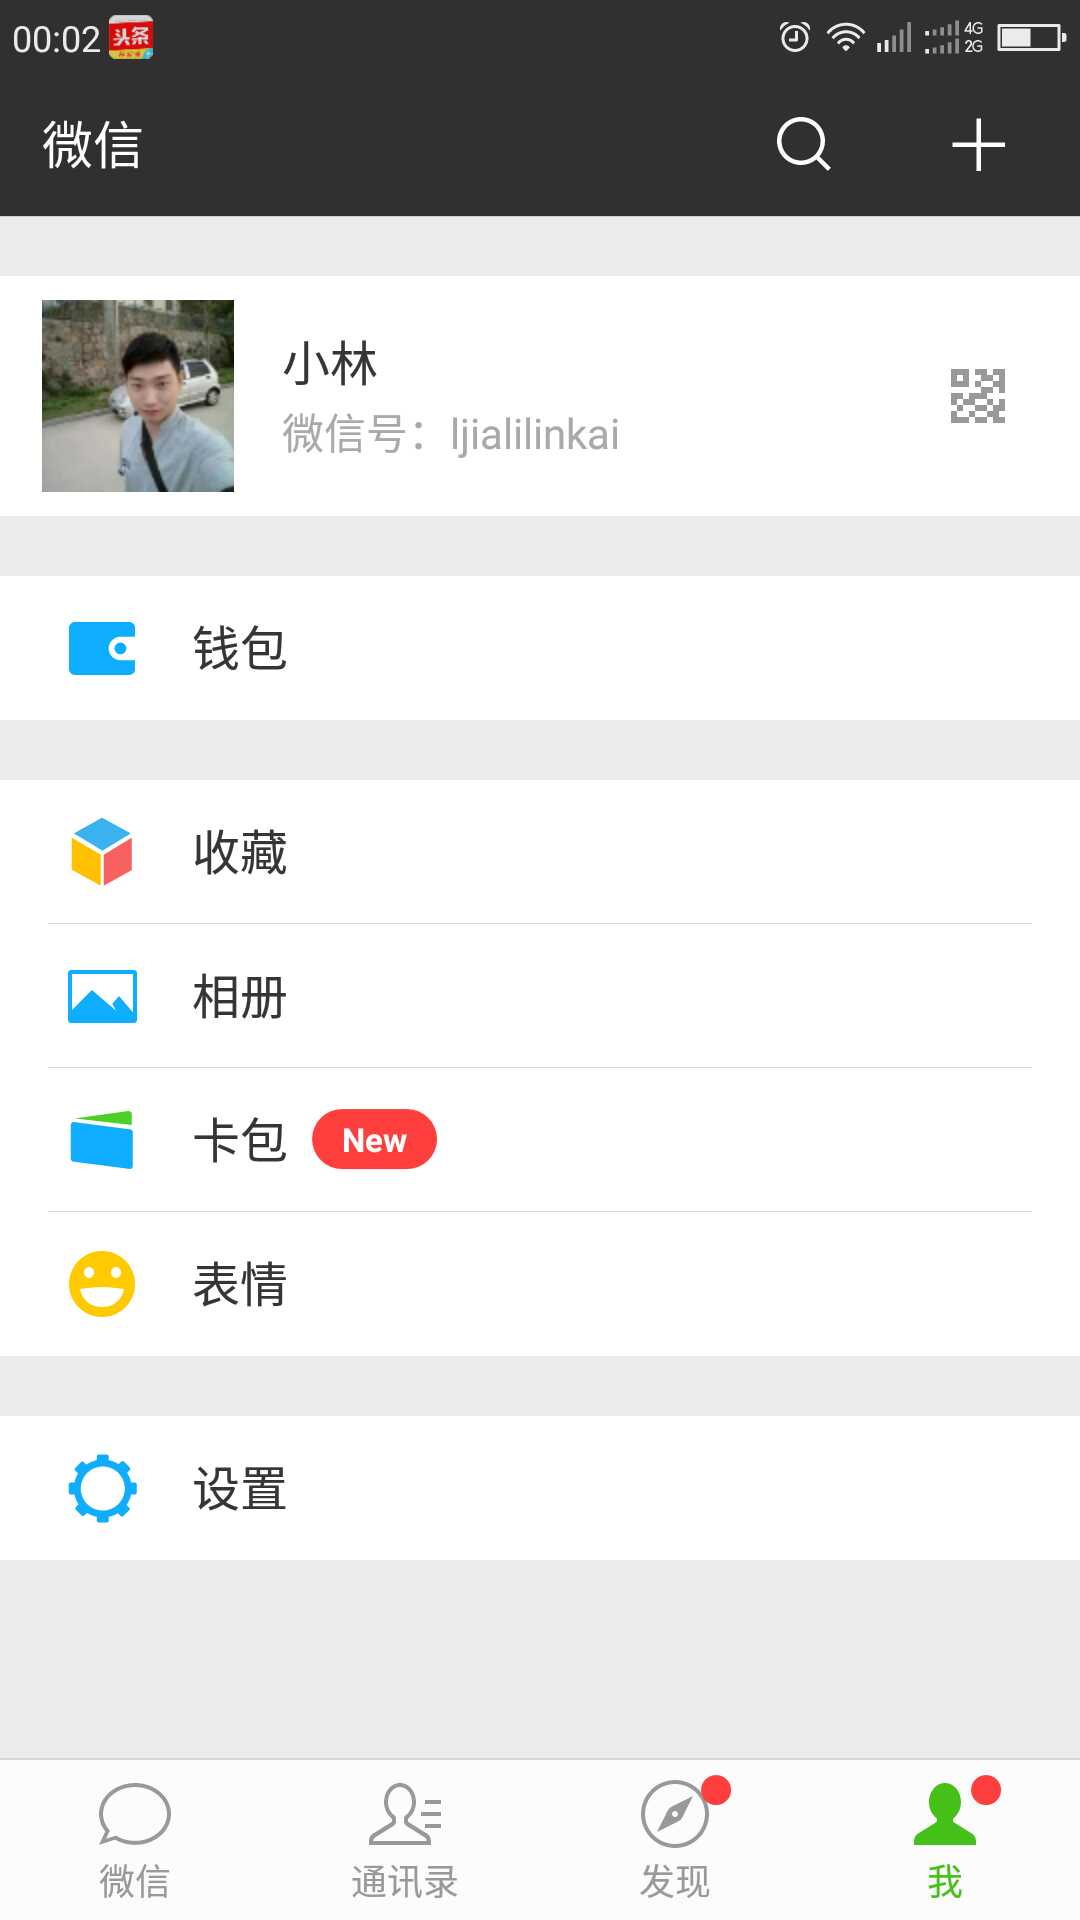 00:02 头条 4G
2G
微信
小林
微信号：ljialilinkai
钱包
收藏
相册
卡包 New
表情
设置
微信 通讯录 发现 我